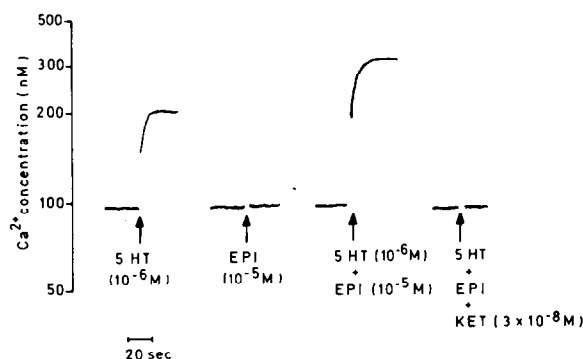 Ca²⁺ concentration (nM)
500
300
200
100
50
5 HT
(10⁻⁶M)
EPI
(10⁻⁵M)
5 HT (10⁻⁶M)
+
EPI (10⁻⁵M)
5 HT
+
EPI
+
KET (3 x 10⁻⁸M)
20 sec